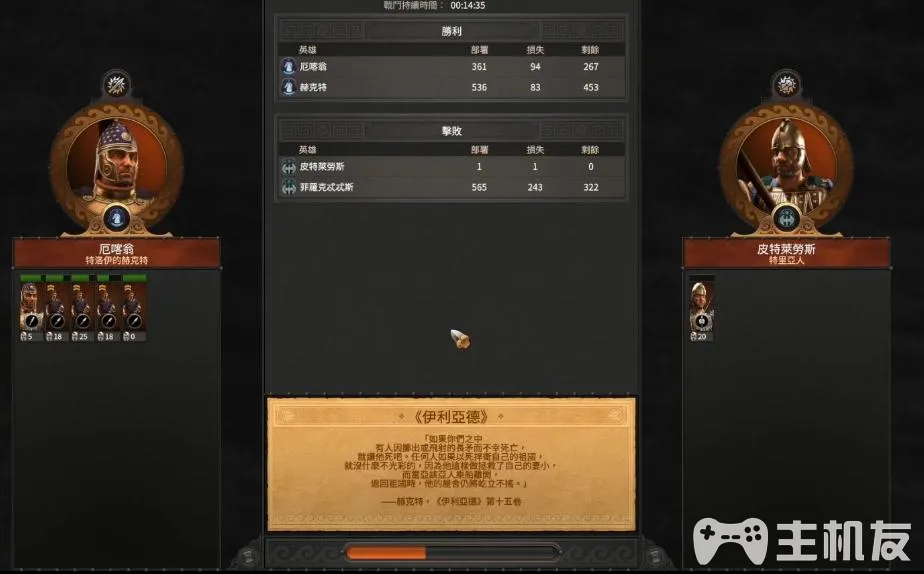 戰鬥持續時間： 00:14:35
勝利
英雄 部署 損失 剩餘
厄喀翁 361 94 267
赫克特 536 83 453
擊敗
英雄 部署 損失 剩餘
皮特萊勞斯 1 1 0
菲羅克忒忒斯 565 243 322
厄喀翁
特洛伊的赫克特
5 18 25 18 0
皮特萊勞斯
特里亞人
20
《伊利亞德》
「如果你們之中
有人因擲出或飛射的長矛而不幸死亡，
就讓他死吧。任何人如果以死捍衛自己的祖國，
就沒什麼不光彩的，因為他這樣做拯救了自己的妻小，
而當亞該亞人乘船離開，
返回祖國時，他的屋舍仍將屹立不搖。」
——赫克特，《伊利亞德》第十五卷
主机友